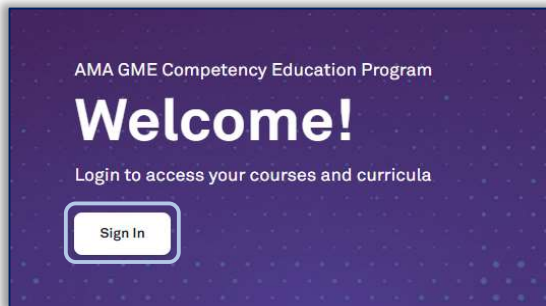 AMA GME Competency Education Program
Welcome!
Login to access your courses and curricula
Sign In